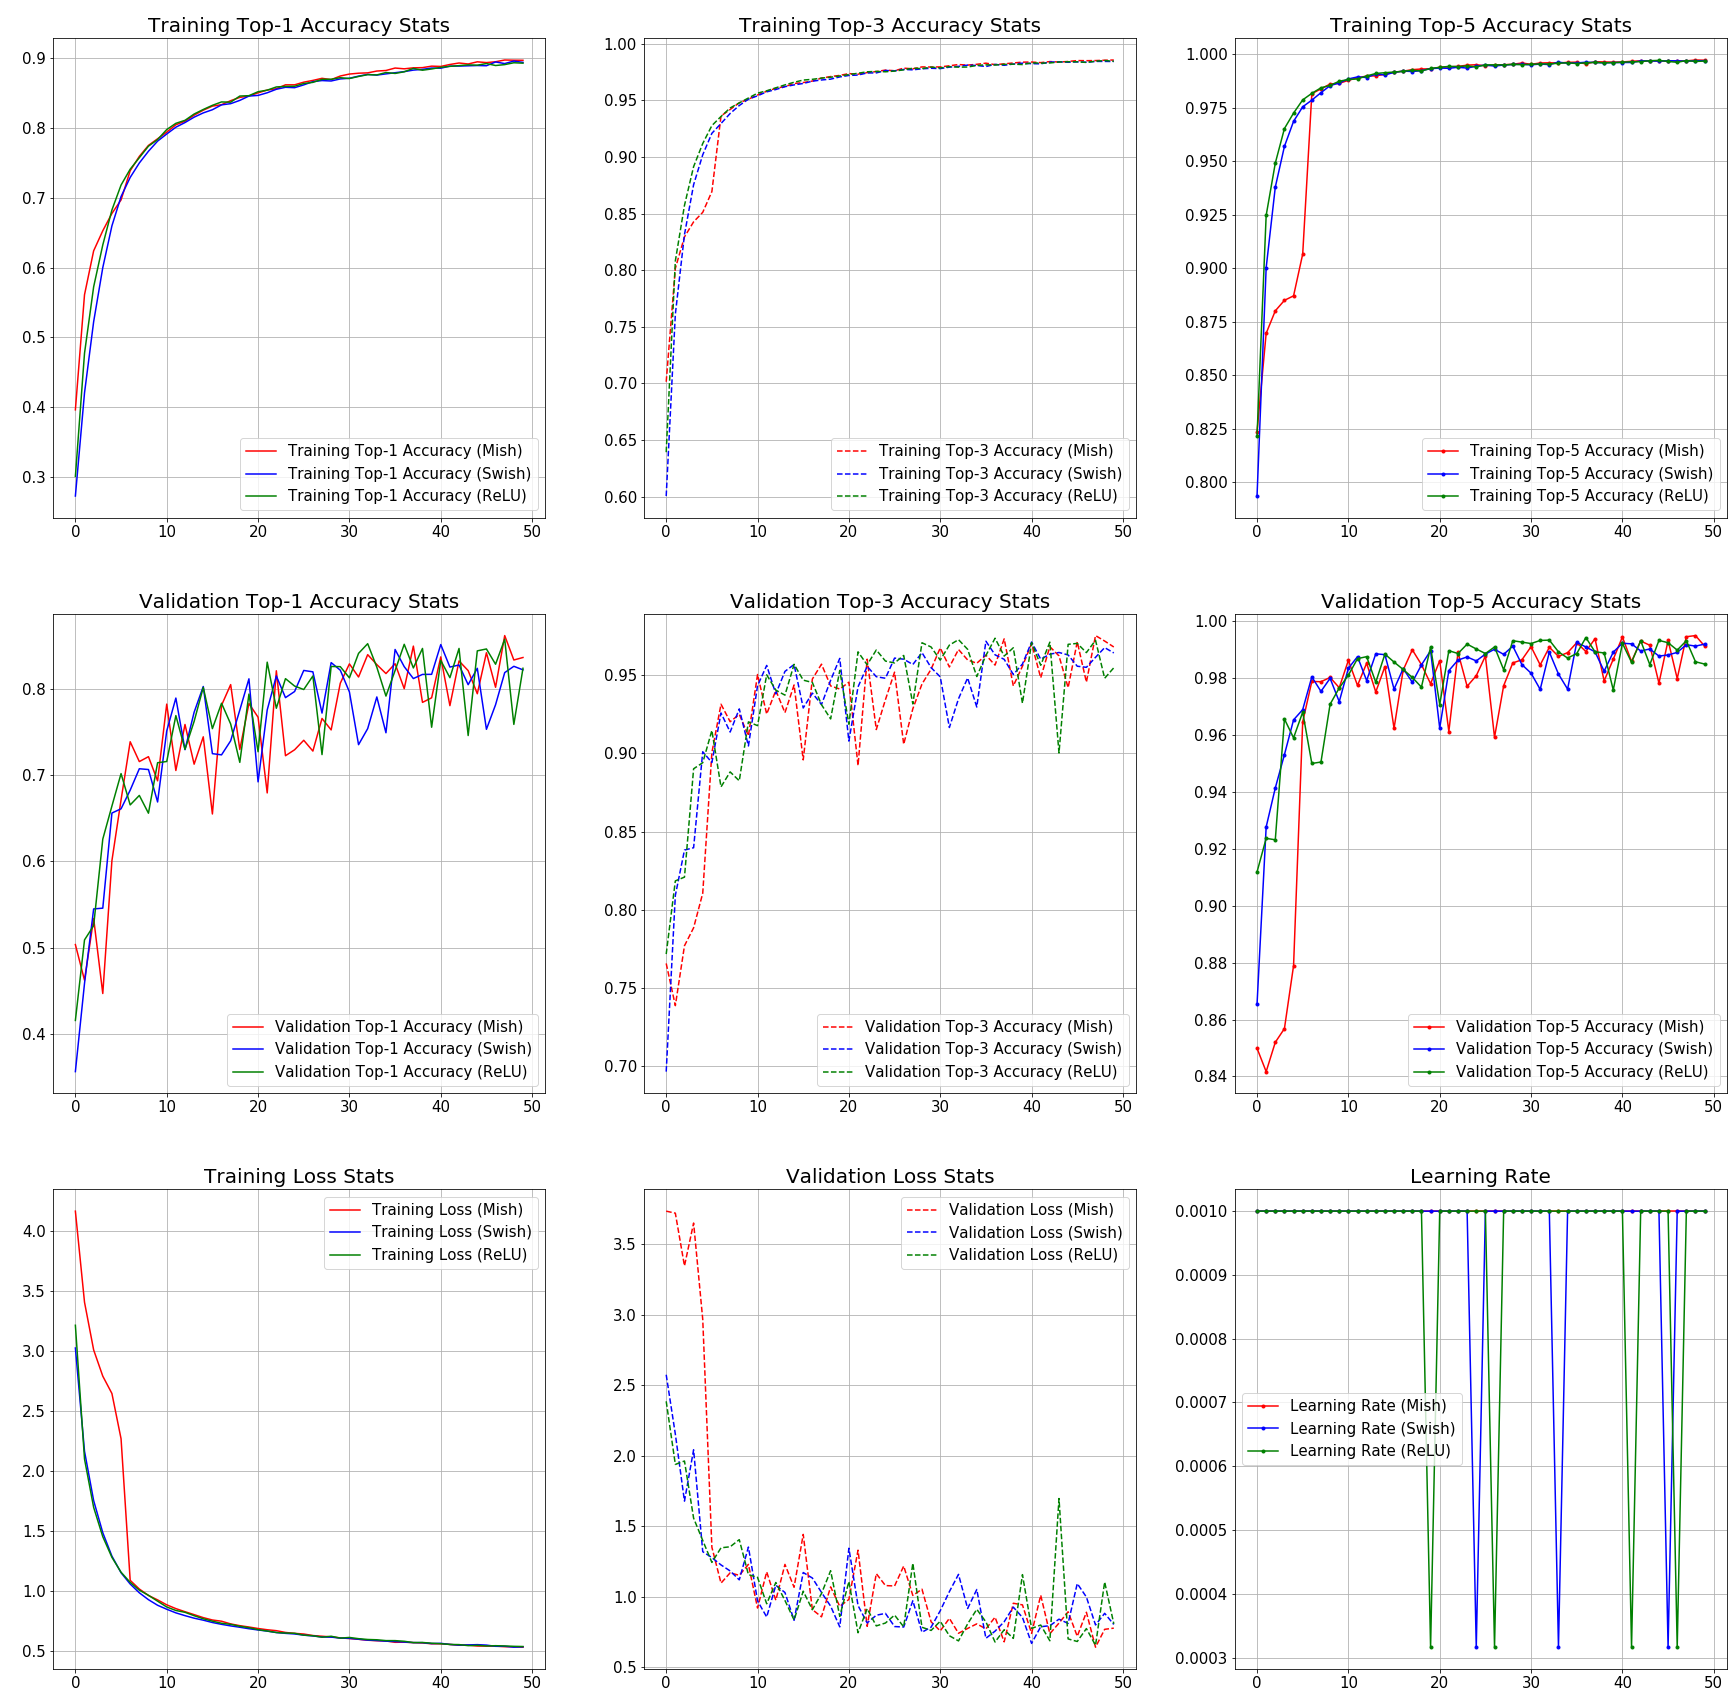 Training Top-1 Accuracy Stats
0.9
0.8
0.7
0.6
0.5
0.4
0.3
0 10 20 30 40 50
Training Top-1 Accuracy (Mish)
Training Top-1 Accuracy (Swish)
Training Top-1 Accuracy (ReLU)
Training Top-3 Accuracy Stats
1.00
0.95
0.90
0.85
0.80
0.75
0.70
0.65
0.60
0 10 20 30 40 50
Training Top-3 Accuracy (Mish)
Training Top-3 Accuracy (Swish)
Training Top-3 Accuracy (ReLU)
Training Top-5 Accuracy Stats
1.000
0.975
0.950
0.925
0.900
0.875
0.850
0.825
0.800
0 10 20 30 40 50
Training Top-5 Accuracy (Mish)
Training Top-5 Accuracy (Swish)
Training Top-5 Accuracy (ReLU)
Validation Top-1 Accuracy Stats
0.8
0.7
0.6
0.5
0.4
0 10 20 30 40 50
Validation Top-1 Accuracy (Mish)
Validation Top-1 Accuracy (Swish)
Validation Top-1 Accuracy (ReLU)
Validation Top-3 Accuracy Stats
0.95
0.90
0.85
0.80
0.75
0.70
0 10 20 30 40 50
Validation Top-3 Accuracy (Mish)
Validation Top-3 Accuracy (Swish)
Validation Top-3 Accuracy (ReLU)
Validation Top-5 Accuracy Stats
1.00
0.98
0.96
0.94
0.92
0.90
0.88
0.86
0.84
0 10 20 30 40 50
Validation Top-5 Accuracy (Mish)
Validation Top-5 Accuracy (Swish)
Validation Top-5 Accuracy (ReLU)
Training Loss Stats
4.0
3.5
3.0
2.5
2.0
1.5
1.0
0.5
0 10 20 30 40 50
Training Loss (Mish)
Training Loss (Swish)
Training Loss (ReLU)
Validation Loss Stats
3.5
3.0
2.5
2.0
1.5
1.0
0.5
0 10 20 30 40 50
Validation Loss (Mish)
Validation Loss (Swish)
Validation Loss (ReLU)
Learning Rate
0.0010
0.0009
0.0008
0.0007
0.0006
0.0005
0.0004
0.0003
0 10 20 30 40 50
Learning Rate (Mish)
Learning Rate (Swish)
Learning Rate (ReLU)